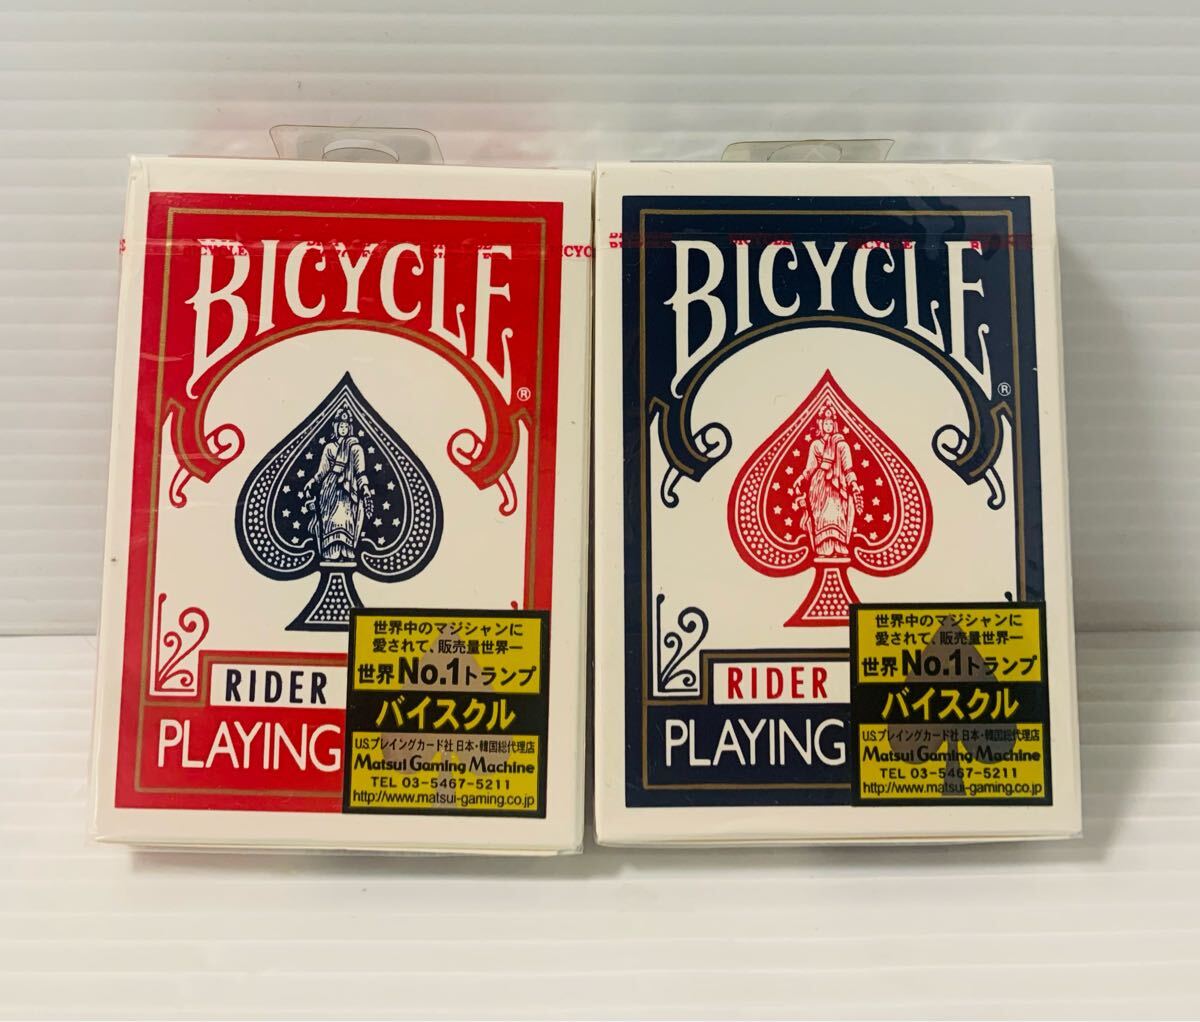 BICYCLE
®
RIDER
PLAYING
世界中のマジシャンに
愛されて、販売量世界一
世界No.1トランプ
バイスクル
U.S.プレイングカード社 日本・韓国総代理店
Matsui Gaming Machine
TEL 03-5467-5211
http://www.matsui-gaming.co.jp
BICYCLE
®
RIDER
PLAYING
世界中のマジシャンに
愛されて、販売量世界一
世界No.1トランプ
バイスクル
U.S.プレイングカード社 日本・韓国総代理店
Matsui Gaming Machine
TEL 03-5467-5211
http://www.matsui-gaming.co.jp